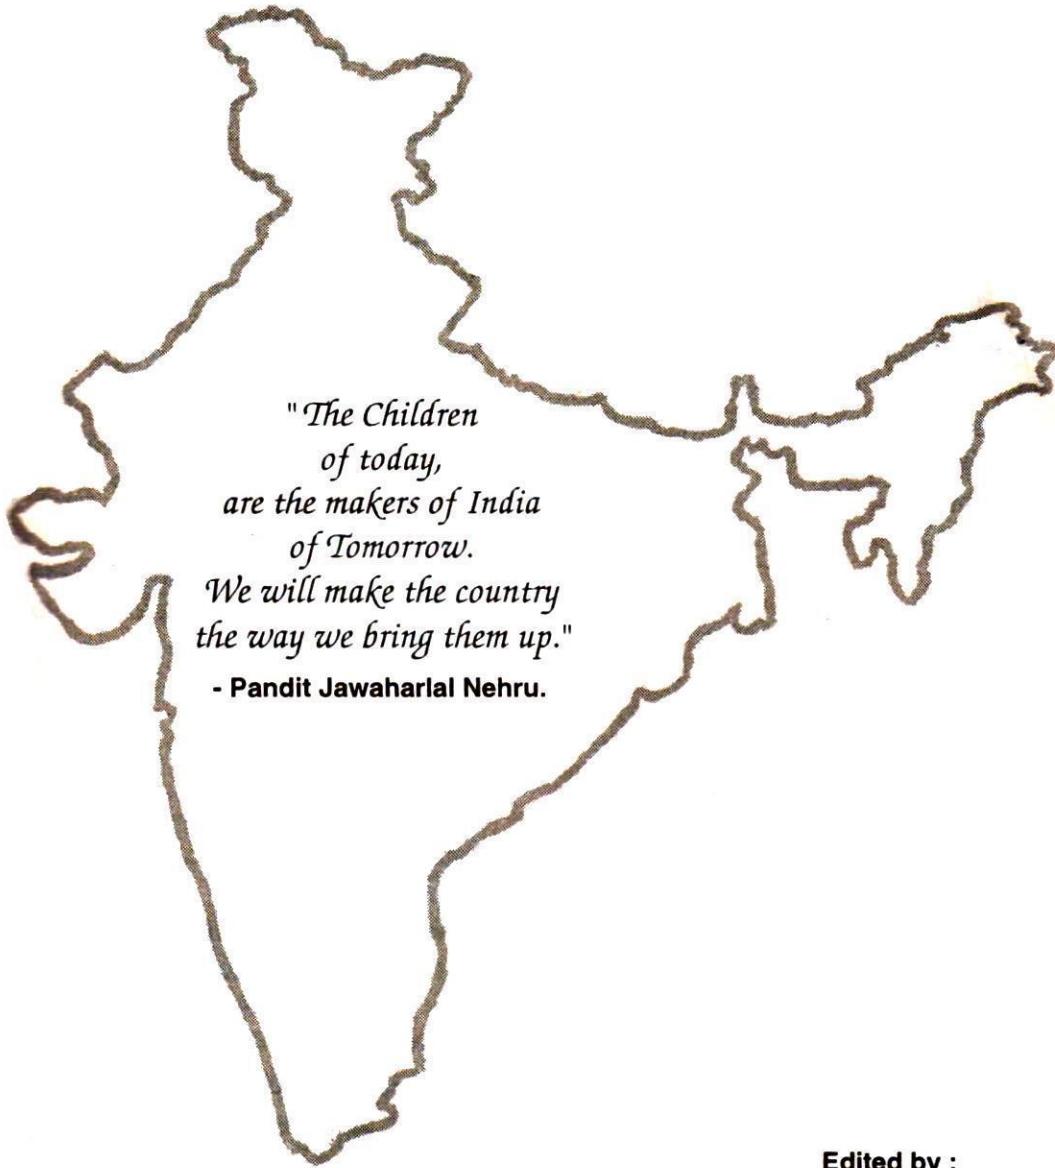 "The Children
of today,
are the makers of India
of Tomorrow.
We will make the country
the way we bring them up."
- Pandit Jawaharlal Nehru.
Edited by :